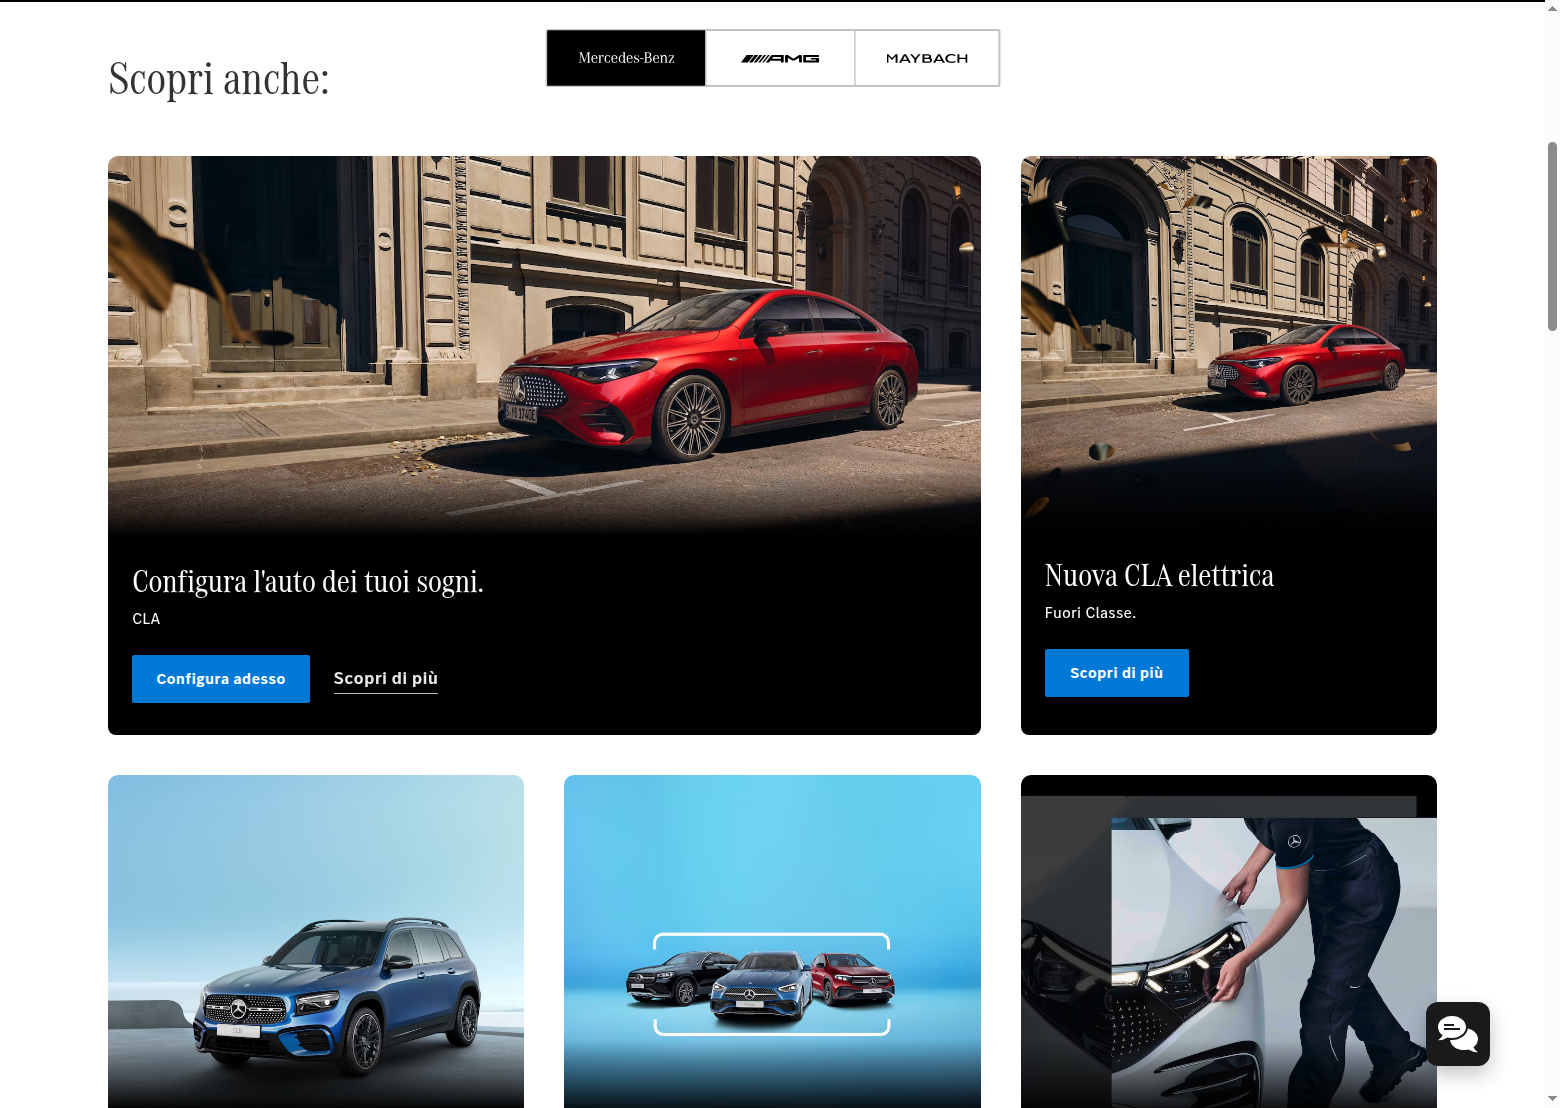 Mercedes-Benz
AMG
MAYBACH
Scopri anche:
Configura l'auto dei tuoi sogni.
CLA
Configura adesso
Scopri di più
Nuova CLA elettrica
Fuori Classe.
Scopri di più